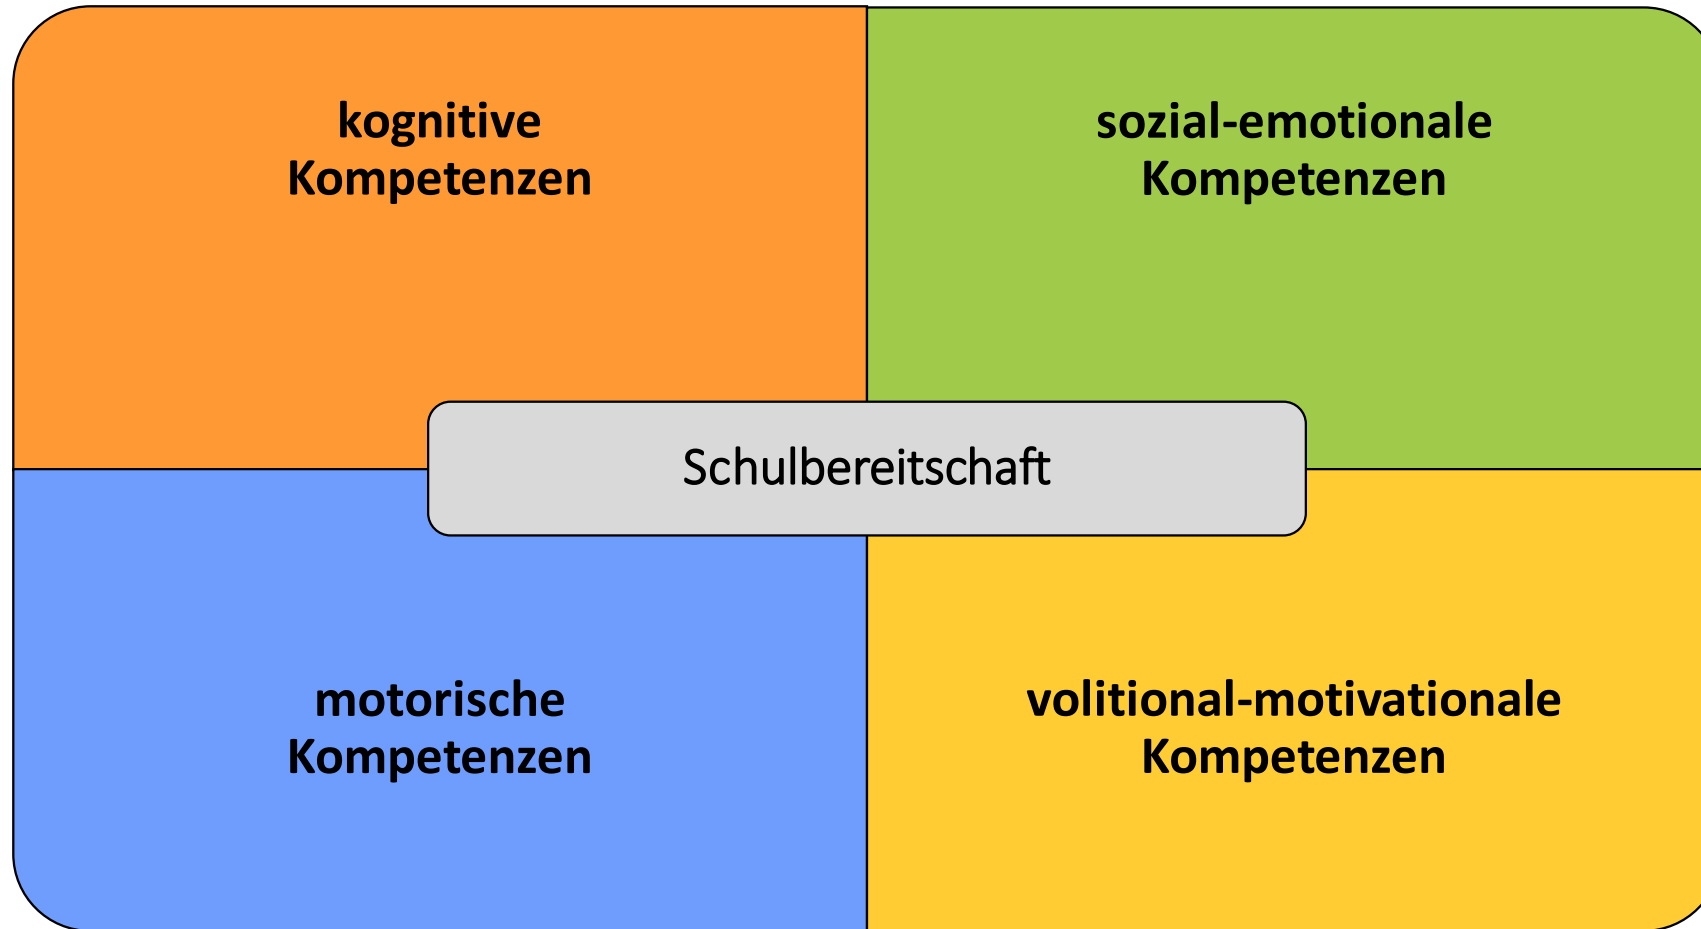 kognitive
Kompetenzen
sozial-emotionale
Kompetenzen
Schulbereitschaft
motorische
Kompetenzen
volitional-motivationale
Kompetenzen